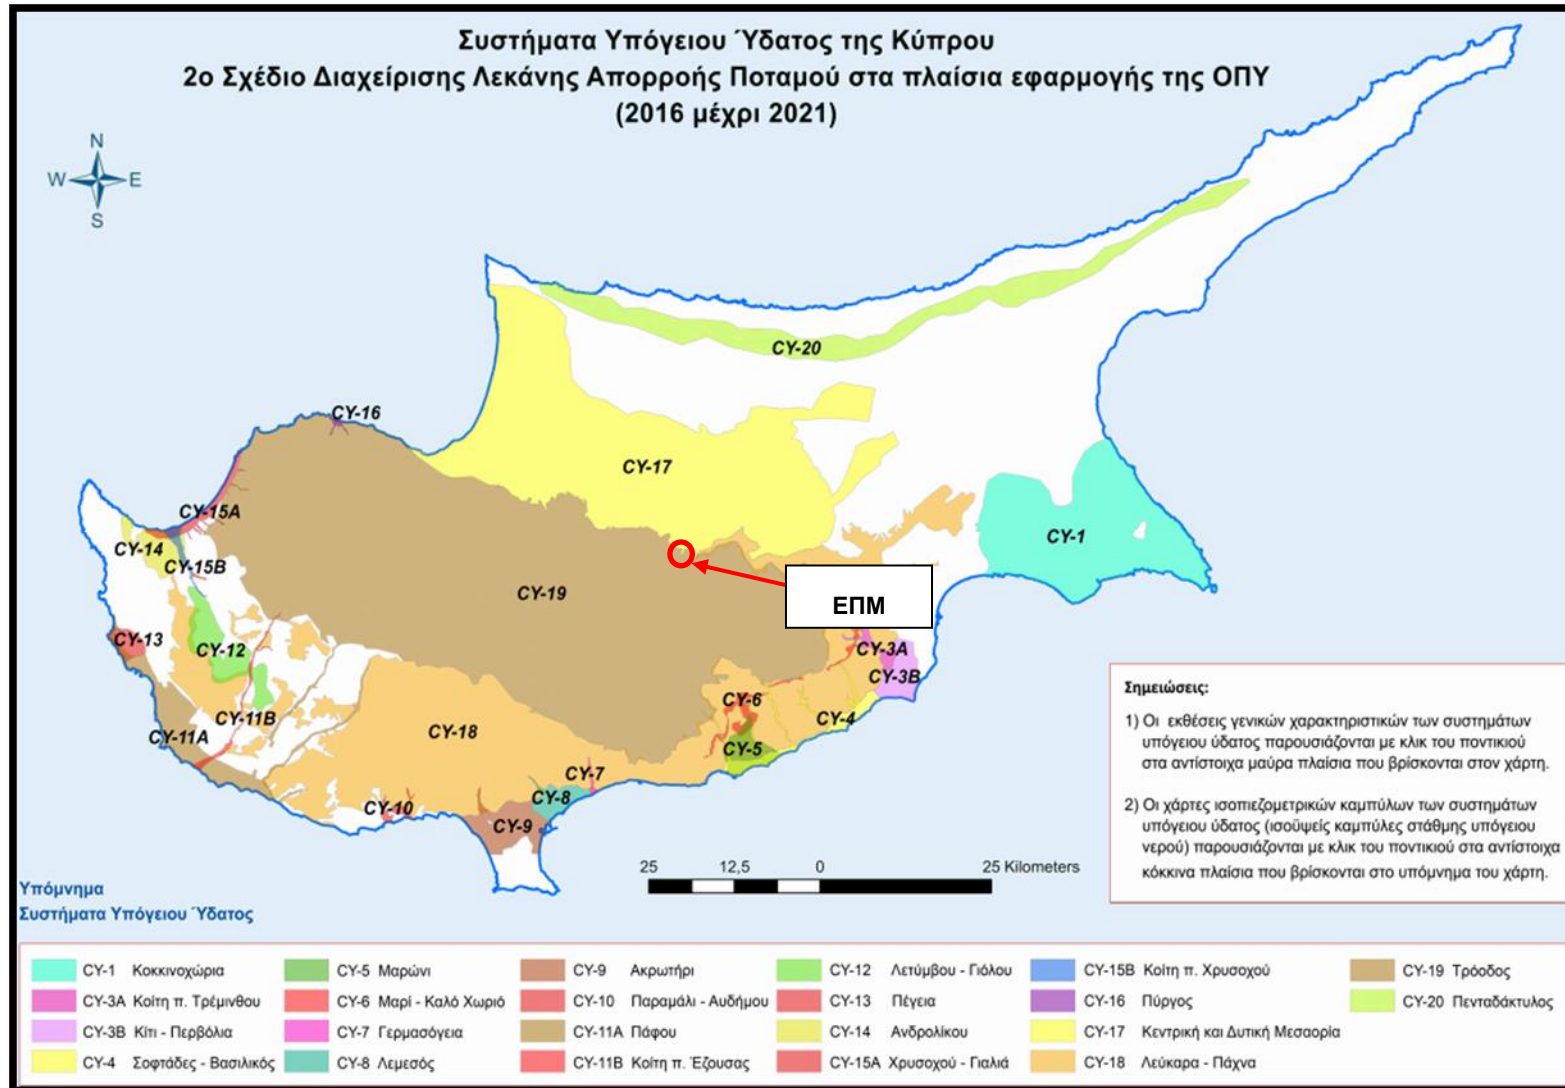 Συστήματα Υπόγειου Ύδατος της Κύπρου
2ο Σχέδιο Διαχείρισης Λεκάνης Απορροής Ποταμού στα πλαίσια εφαρμογής της ΟΠΥ
(2016 μέχρι 2021)
N
W
E
S
CY-20
CY-16
CY-17
CY-15A
CY-14
CY-15B
CY-1
CY-19
ΕΠΜ
CY-13
CY-12
CY-3A
CY-3B
CY-6
CY-4
CY-11B
CY-11A
CY-18
CY-5
CY-7
CY-8
CY-10
CY-9
Σημειώσεις:
1) Οι εκθέσεις γενικών χαρακτηριστικών των συστημάτων
υπόγειου ύδατος παρουσιάζονται με κλικ του ποντικιού
στα αντίστοιχα μαύρα πλαίσια που βρίσκονται στον χάρτη.
2) Οι χάρτες ισοπιεζομετρικών καμπύλων των συστημάτων
υπόγειου ύδατος (ισοϋψείς καμπύλες στάθμης υπόγειου
νερού) παρουσιάζονται με κλικ του ποντικιού στα αντίστοιχα
κόκκινα πλαίσια που βρίσκονται στο υπόμνημα του χάρτη.
25 12,5 0 25 Kilometers
Υπόμνημα
Συστήματα Υπόγειου Ύδατος
CY-1 Κοκκινοχώρια
CY-3A Κοίτη π. Τρέμινθου
CY-3B Κίτι - Περβόλια
CY-4 Σοφτάδες - Βασιλικός
CY-5 Μαρώνι
CY-6 Μαρί - Καλό Χωριό
CY-7 Γερμασόγεια
CY-8 Λεμεσός
CY-9 Ακρωτήρι
CY-10 Παραμάλι - Αυδήμου
CY-11A Πάφου
CY-11B Κοίτη π. Έζουσας
CY-12 Λετύμβου - Γιόλου
CY-13 Πέγεια
CY-14 Ανδρολίκου
CY-15A Χρυσοχού - Γιαλιά
CY-15B Κοίτη π. Χρυσοχού
CY-16 Πύργος
CY-17 Κεντρική και Δυτική Μεσαορία
CY-18 Λεύκαρα - Πάχνα
CY-19 Τρόοδος
CY-20 Πενταδάκτυλος